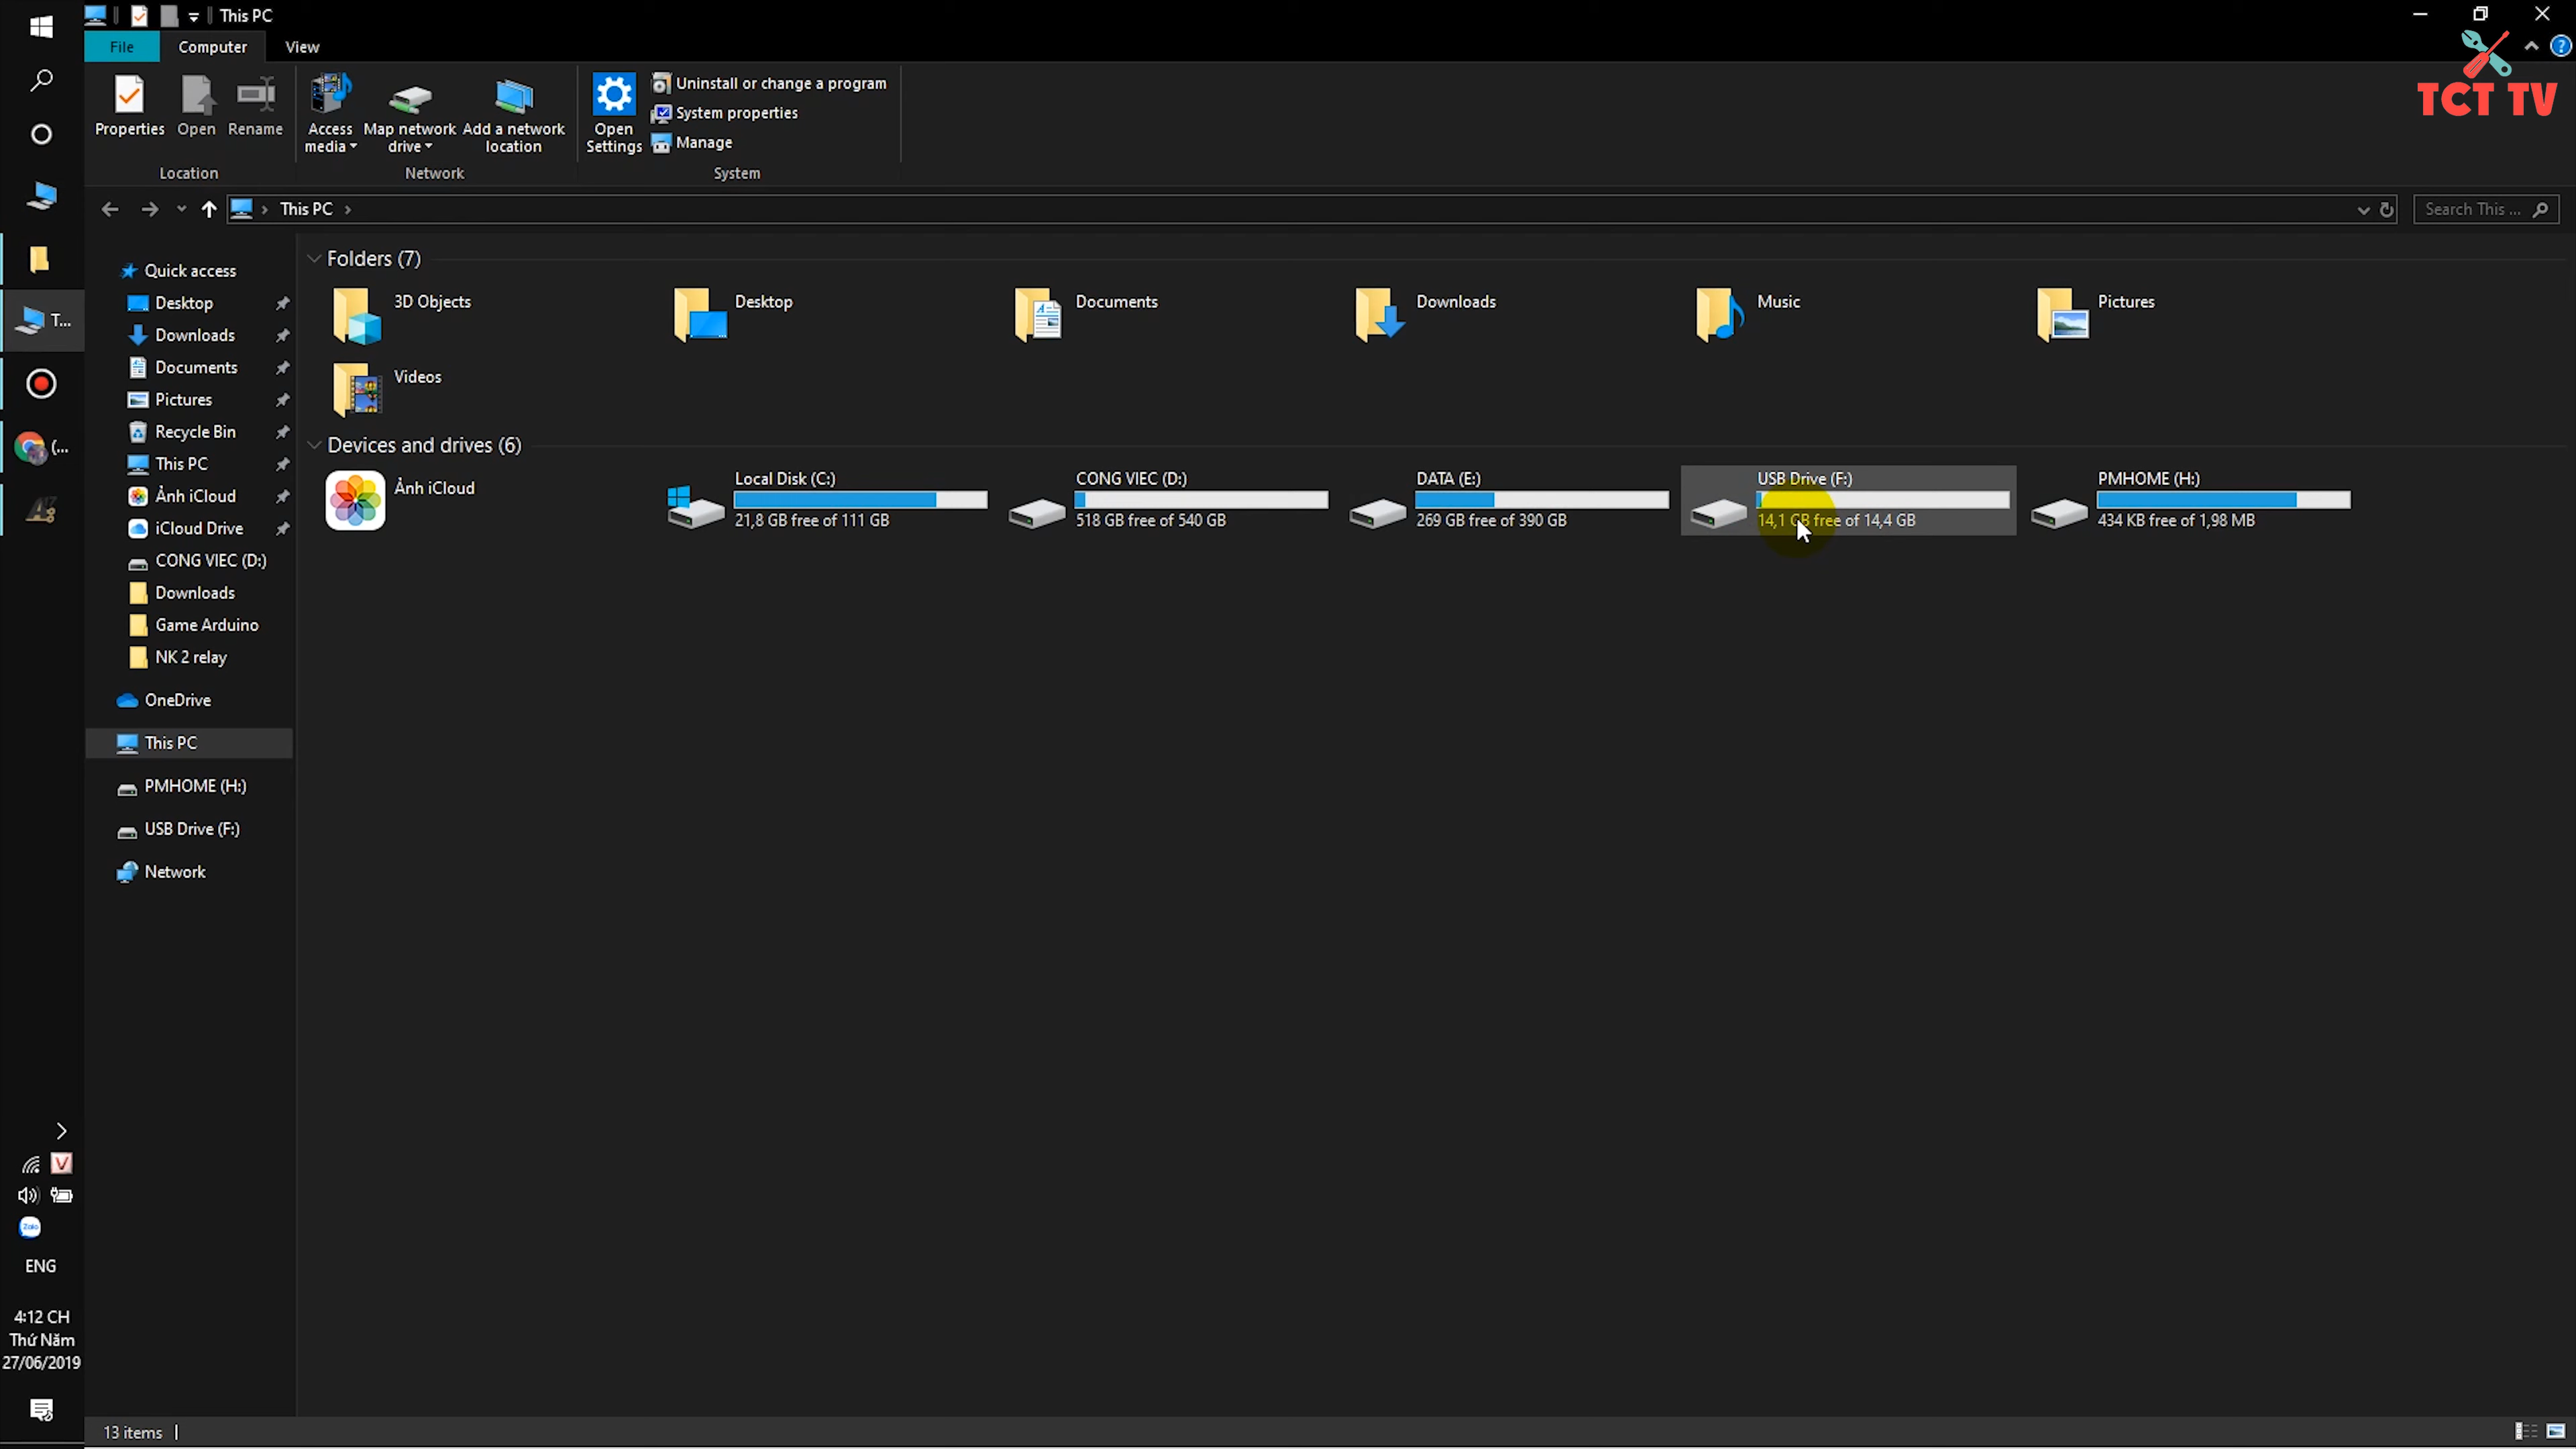 This PC
File
Computer
View
TCT TV
Properties
Open
Rename
Access media
Map network drive
Add a network location
Open Settings
Uninstall or change a program
System properties
Manage
Location
Network
System
This PC
Search This ...
Quick access
Desktop
Downloads
Documents
Pictures
Recycle Bin
This PC
Ảnh iCloud
iCloud Drive
CONG VIEC (D:)
Downloads
Game Arduino
NK 2 relay
OneDrive
This PC
PMHOME (H:)
USB Drive (F:)
Network
Folders (7)
3D Objects
Desktop
Documents
Downloads
Music
Pictures
Videos
Devices and drives (6)
Ảnh iCloud
Local Disk (C:)
21,8 GB free of 111 GB
CONG VIEC (D:)
518 GB free of 540 GB
DATA (E:)
269 GB free of 390 GB
USB Drive (F:)
14,1 GB free of 14,4 GB
PMHOME (H:)
434 KB free of 1,98 MB
T...
(...
V
Zalo
ENG
4:12 CH
Thứ Năm
27/06/2019
13 items